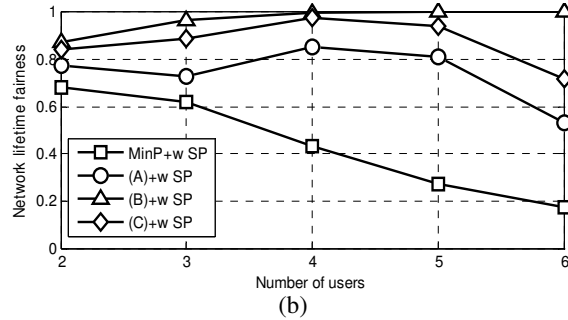 Network lifetime fairness
1
0.8
0.6
0.4
0.2
0
MinP+w SP
(A)+w SP
(B)+w SP
(C)+w SP
2
3
4
5
6
Number of users
(b)